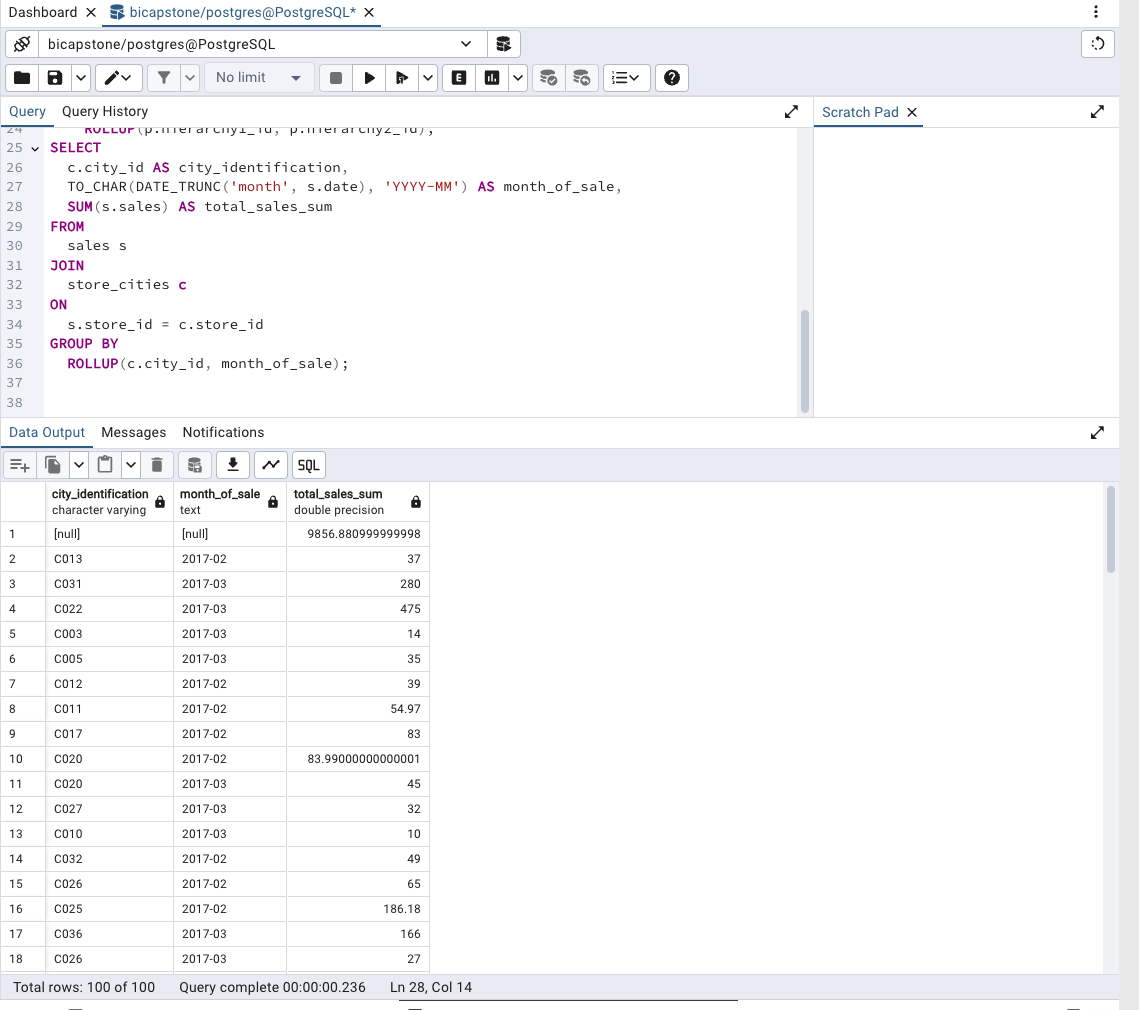 Dashboard bicapstone/postgres@PostgreSQL*
bicapstone/postgres@PostgreSQL
No limit
Query Query History
Scratch Pad
24 ROLLUP(p.hierarchy1_id, p.hierarchy2_id);
25 SELECT
26 c.city_id AS city_identification,
27 TO_CHAR(DATE_TRUNC('month', s.date), 'YYYY-MM') AS month_of_sale,
28 SUM(s.sales) AS total_sales_sum
29 FROM
30 sales s
31 JOIN
32 store_cities c
33 ON
34 s.store_id = c.store_id
35 GROUP BY
36 ROLLUP(c.city_id, month_of_sale);
37
38
Data Output Messages Notifications
SQL
city_identification month_of_sale total_sales_sum
character varying text double precision
1 [null] [null] 9856.880999999998
2 C013 2017-02 37
3 C031 2017-03 280
4 C022 2017-03 475
5 C003 2017-03 14
6 C005 2017-03 35
7 C012 2017-02 39
8 C011 2017-02 54.97
9 C017 2017-02 83
10 C020 2017-02 83.99000000000001
11 C020 2017-03 45
12 C027 2017-03 32
13 C010 2017-03 10
14 C032 2017-02 49
15 C026 2017-02 65
16 C025 2017-02 186.18
17 C036 2017-03 166
18 C026 2017-03 27
Total rows: 100 of 100 Query complete 00:00:00.236 Ln 28, Col 14